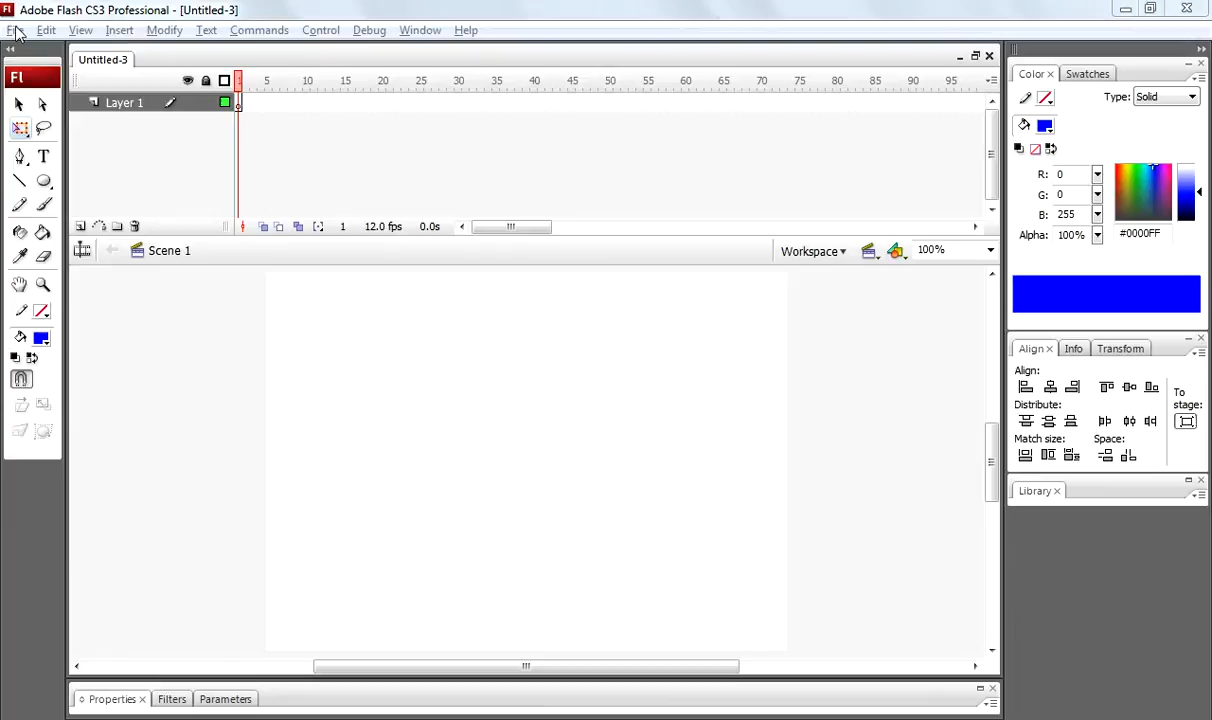 Fl Adobe Flash CS3 Professional - [Untitled-3]
File Edit View Insert Modify Text Commands Control Debug Window Help
Untitled-3
Fl
1 5 10 15 20 25 30 35 40 45 50 55 60 65 70 75 80 85 90 95
Layer 1
1 12.0 fps 0.0s
Scene 1
Workspace 100%
T
Color Swatches
Type: Solid
R: 0
G: 0
B: 255
Alpha: 100%
#0000FF
Align Info Transform
Align:
Distribute:
Match size: Space:
To
stage:
Library
Properties Filters Parameters